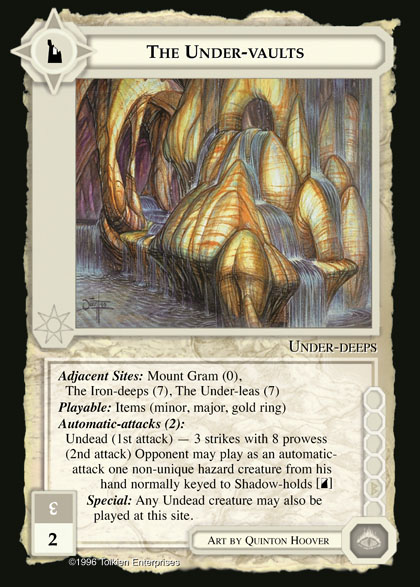 THE UNDER-VAULTS
UNDER-DEEPS
Adjacent Sites: Mount Gram (0),
The Iron-deeps (7), The Under-leas (7)
Playable: Items (minor, major, gold ring)
Automatic-attacks (2):
Undead (1st attack) — 3 strikes with 8 prowess
(2nd attack) Opponent may play as an automatic-
attack one non-unique hazard creature from his
hand normally keyed to Shadow-holds [ ]
Special: Any Undead creature may also be
played at this site.
2
ART BY QUINTON HOOVER
©1996 Tolkien Enterprises